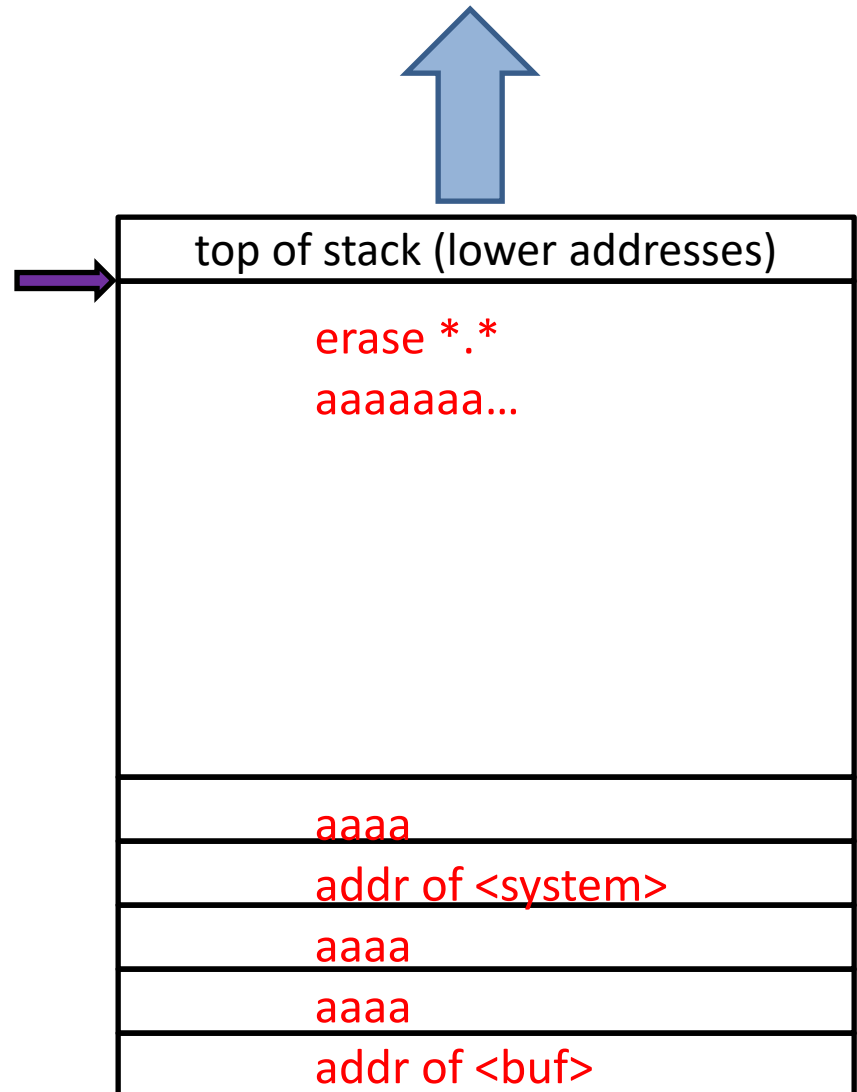 top of stack (lower addresses)
erase *.*
aaaaaaa…
aaaa
addr of <system>
aaaa
aaaa
addr of <buf>